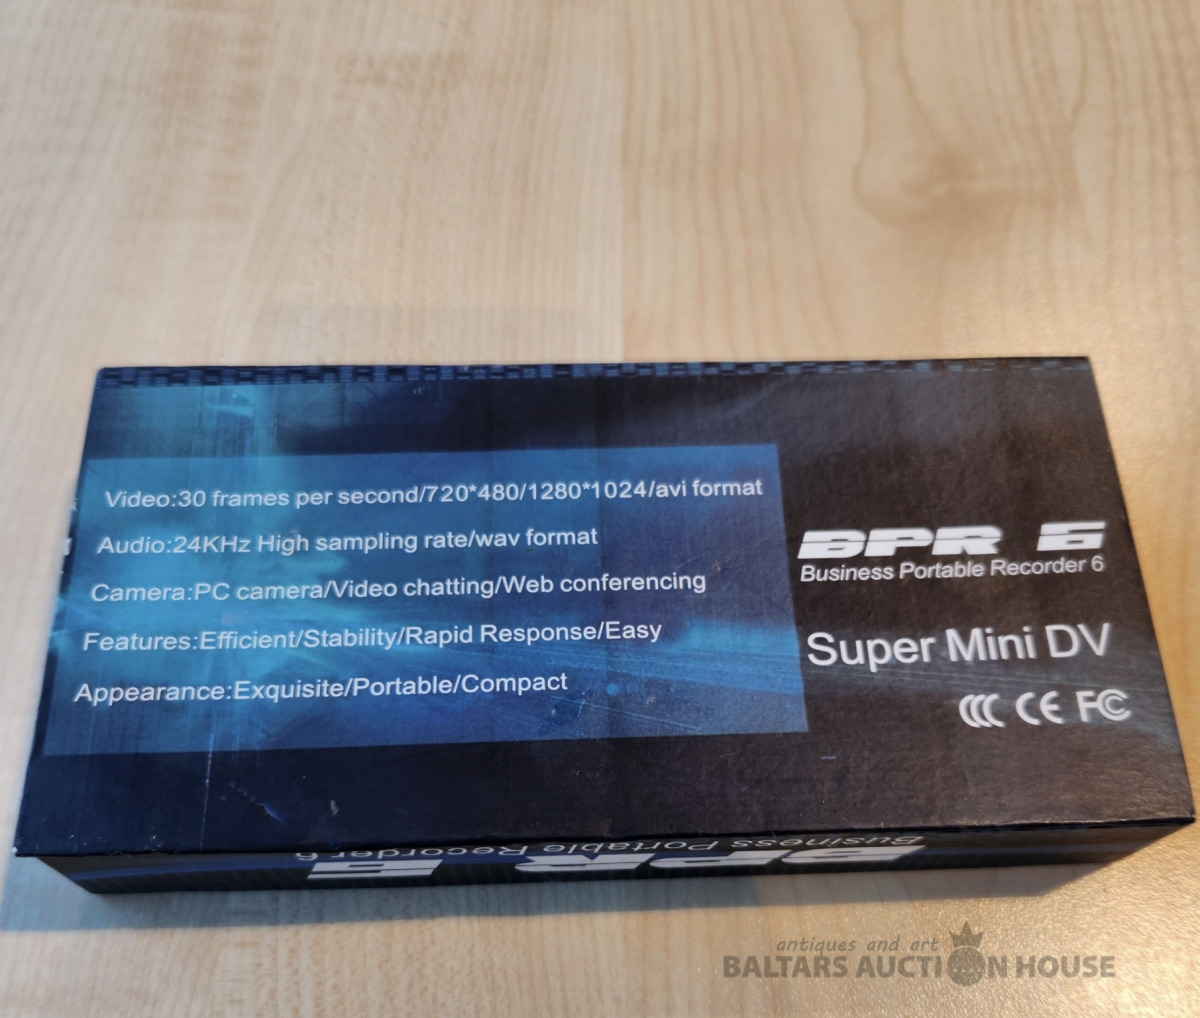 Video:30 frames per second/720*480/1280*1024/avi format
Audio:24KHz High sampling rate/wav format
Camera:PC camera/Video chatting/Web conferencing
Features:Efficient/Stability/Rapid Response/Easy
Appearance:Exquisite/Portable/Compact
BPR 6
Business Portable Recorder 6
Super Mini DV
CCC CE FC
Business Portable Recorder 6
BPR 6
antiques and art
BALTARS AUCTION HOUSE